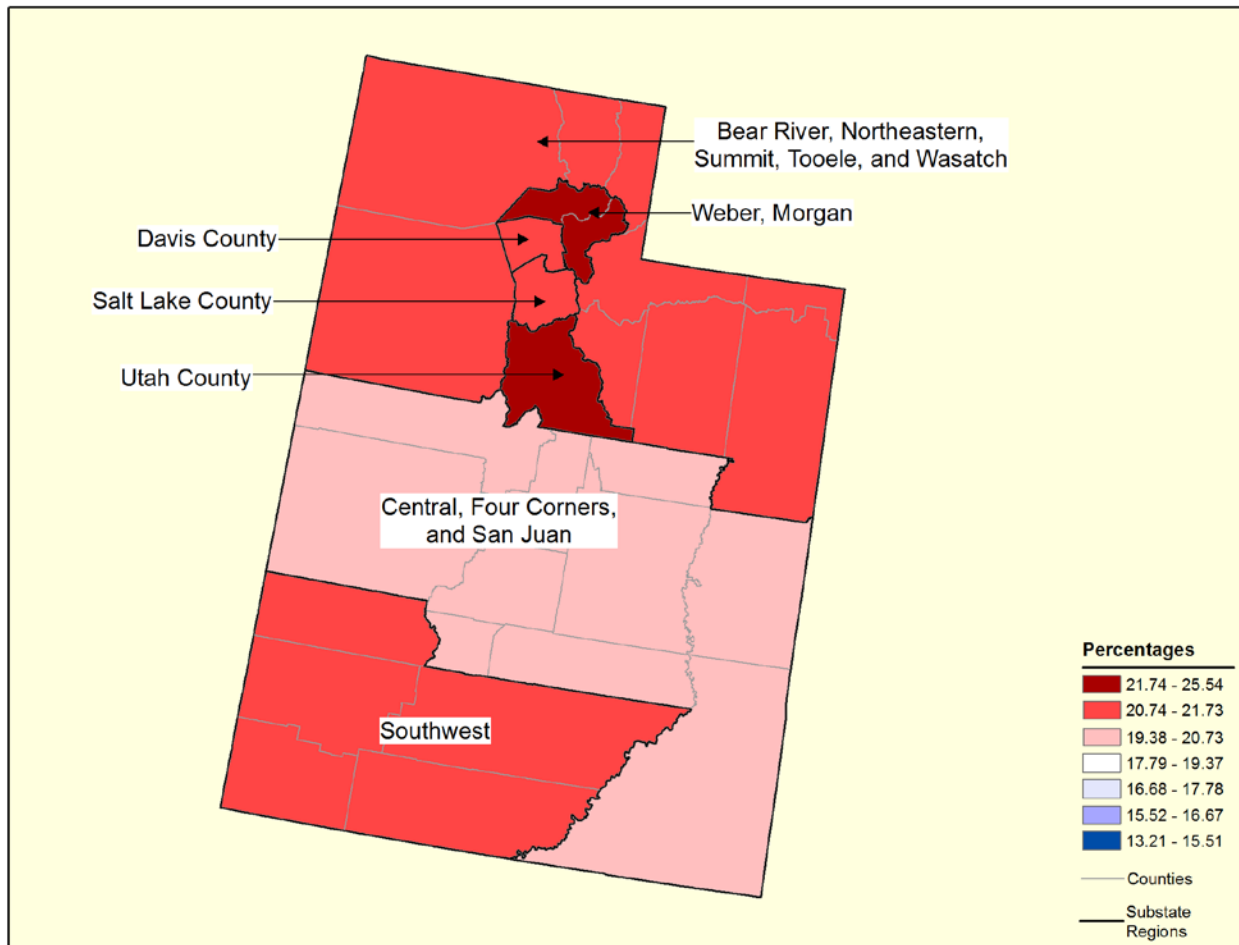 Bear River, Northeastern,
Summit, Tooele, and Wasatch
Weber, Morgan
Davis County
Salt Lake County
Utah County
Central, Four Corners,
and San Juan
Southwest
Percentages
21.74 - 25.54
20.74 - 21.73
19.38 - 20.73
17.79 - 19.37
16.68 - 17.78
15.52 - 16.67
13.21 - 15.51
Counties
Substate
Regions